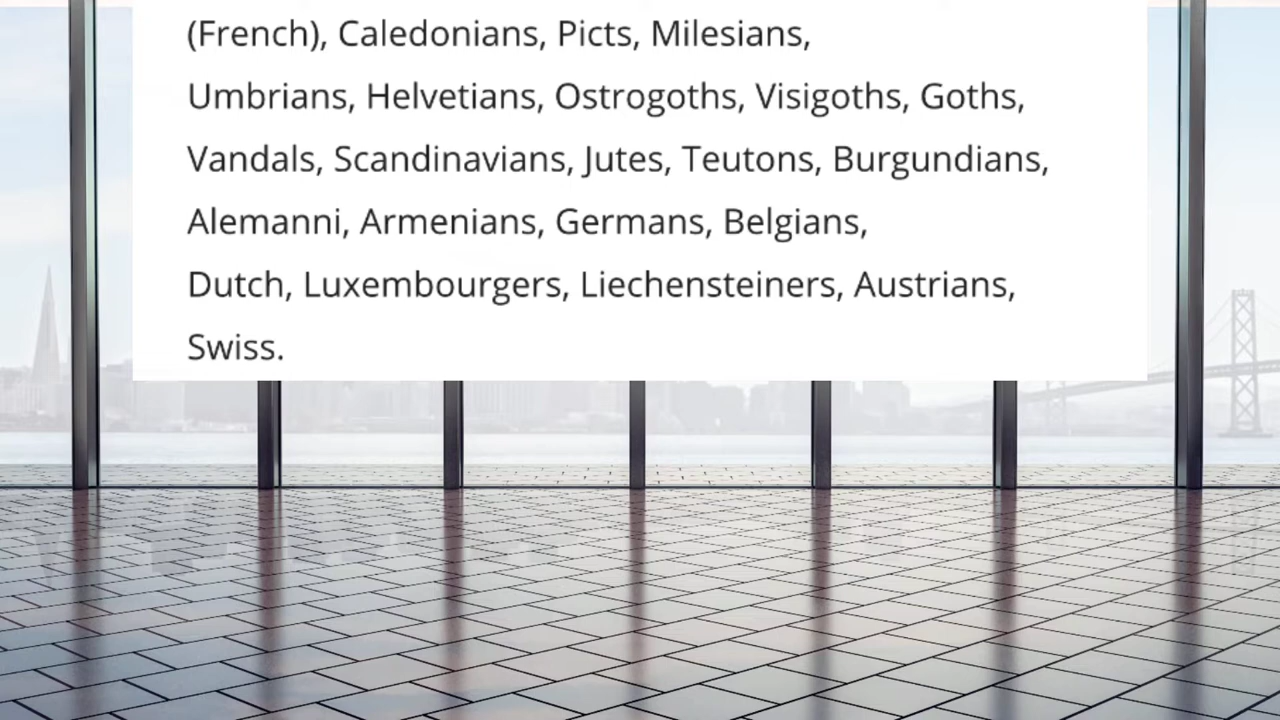 (French), Caledonians, Picts, Milesians,
Umbrians, Helvetians, Ostrogoths, Visigoths, Goths,
Vandals, Scandinavians, Jutes, Teutons, Burgundians,
Alemanni, Armenians, Germans, Belgians,
Dutch, Luxembourgers, Liechensteiners, Austrians,
Swiss.